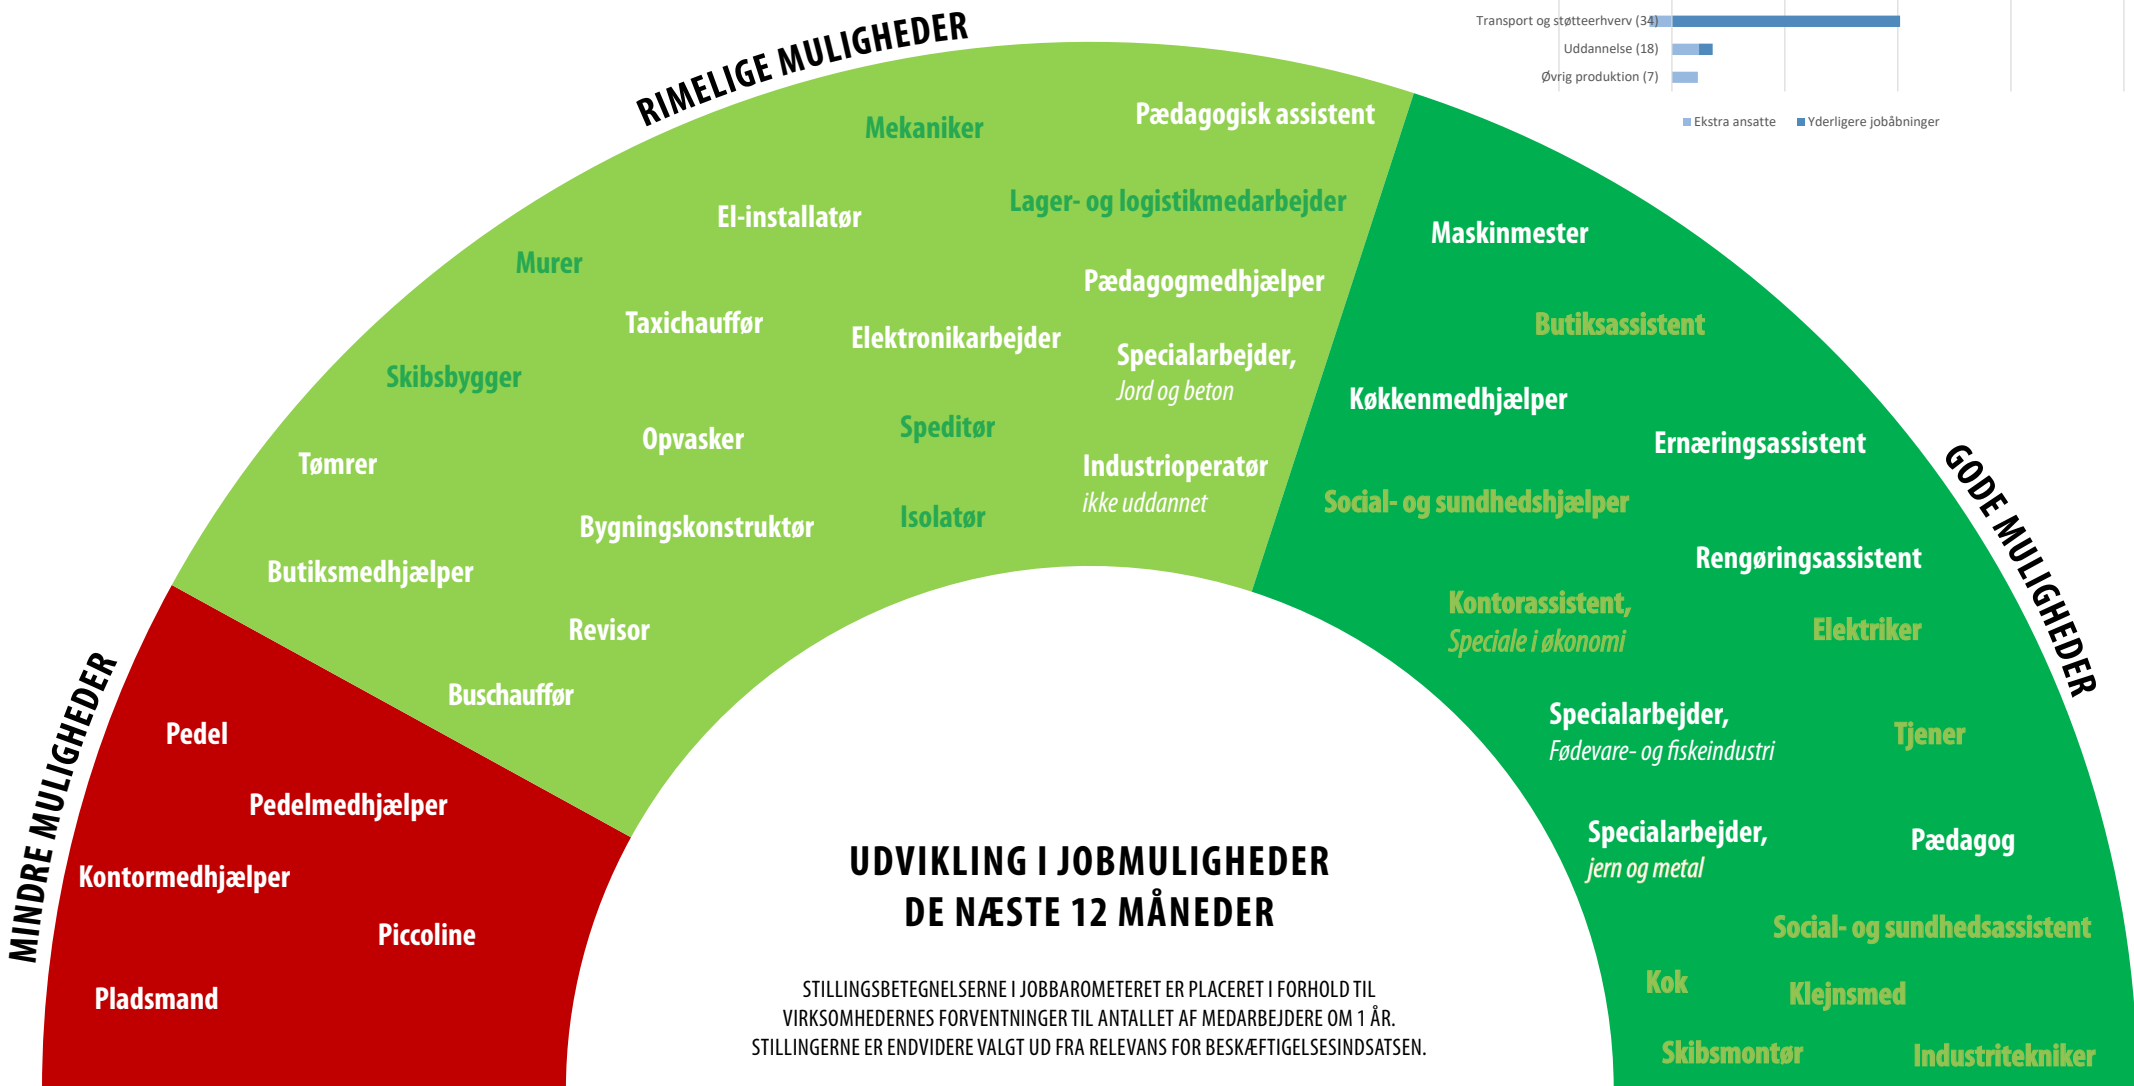 Transport og støtteerhverv (34)
Uddannelse (18)
Øvrig produktion (7)
Ekstra ansatte
Yderligere jobåbninger
RIMELIGE MULIGHEDER
Mekaniker
Pædagogisk assistent
Lager- og logistikmedarbejder
El-installatør
Murer
Pædagogmedhjælper
Taxichauffør
Elektronikarbejder
Specialarbejder,
Jord og beton
Skibsbygger
Speditør
Opvasker
Tømrer
Industrioperatør
ikke uddannet
Isolatør
Bygningskonstruktør
Butiksmedhjælper
Revisor
Buschauffør
GODE MULIGHEDER
Maskinmester
Butiksassistent
Køkkenmedhjælper
Ernæringsassistent
Social- og sundhedshjælper
Rengøringsassistent
Kontorassistent,
Speciale i økonomi
Elektriker
Specialarbejder,
Fødevare- og fiskeindustri
Tjener
Specialarbejder,
jern og metal
Pædagog
Social- og sundhedsassistent
Kok
Klejnsmed
Skibsmontør
Industritekniker
MINDRE MULIGHEDER
Pedel
Pedelmedhjælper
Kontormedhjælper
Piccoline
Pladsmand
UDVIKLING I JOBMULIGHEDER
DE NÆSTE 12 MÅNEDER
STILLINGSBETEGNELSERNE I JOBBAROMETERET ER PLACERET I FORHOLD TIL
VIRKSOMHEDERNES FORVENTNINGER TIL ANTALLET AF MEDARBEJDERE OM 1 ÅR.
STILLINGERNE ER ENDVIDERE VALGT UD FRA RELEVANS FOR BESKÆFTIGELSESINDSATSEN.